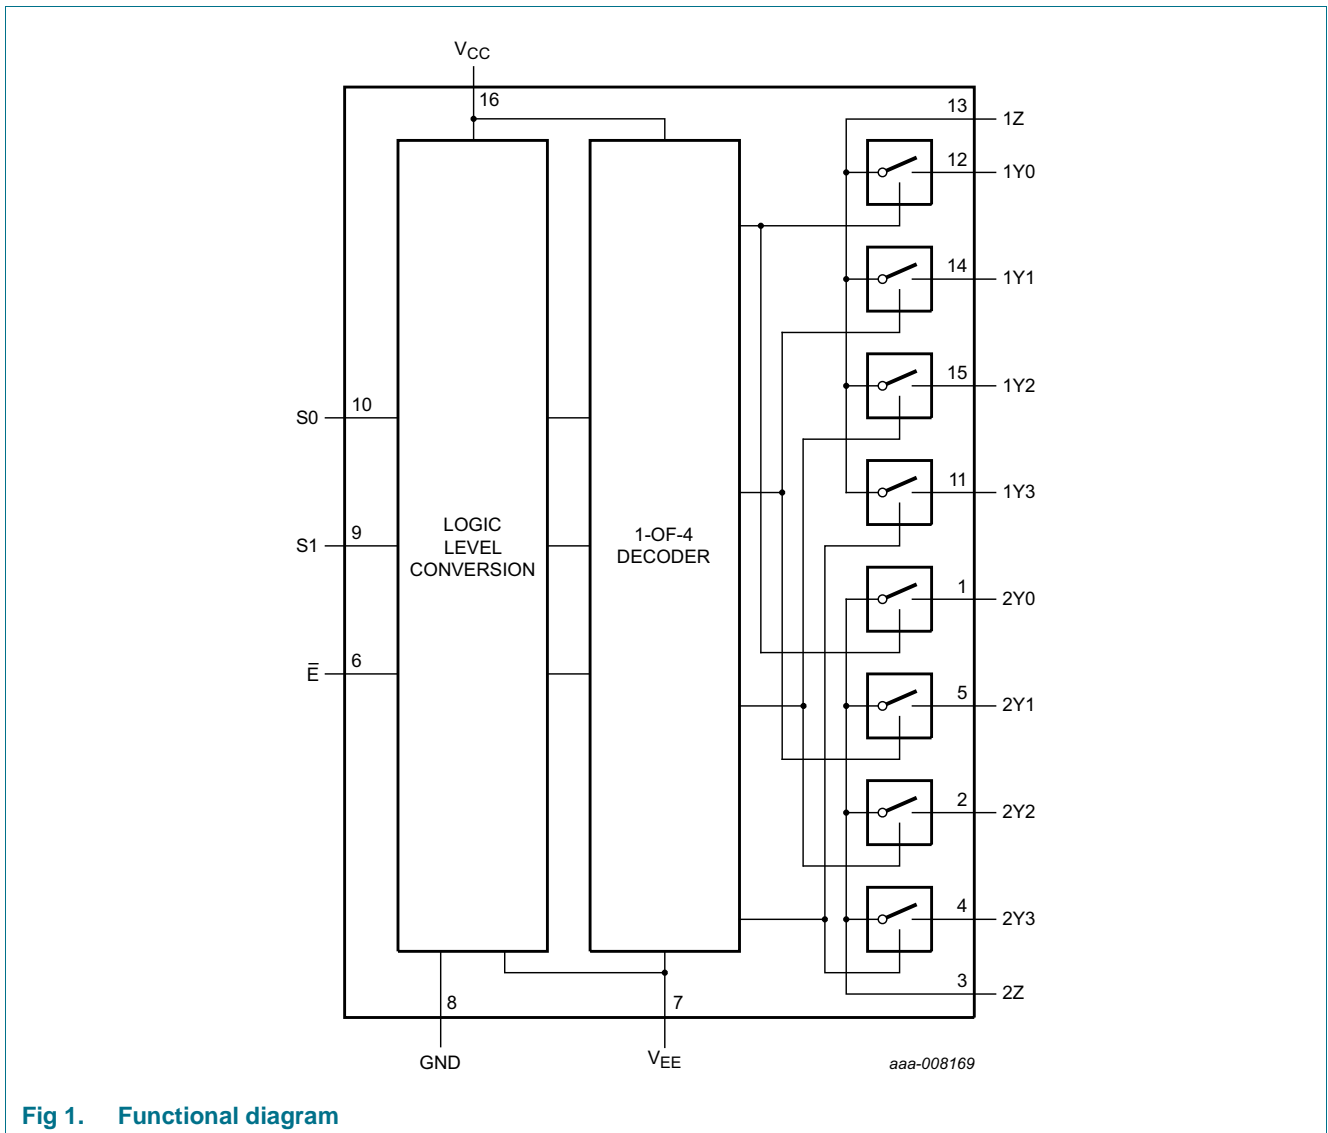 VCC
16
13 1Z
12 1Y0
14 1Y1
15 1Y2
10
S0
11 1Y3
9
S1
LOGIC
LEVEL
CONVERSION
1-OF-4
DECODER
1 2Y0
6
E̅
5 2Y1
2 2Y2
4 2Y3
3 2Z
8
7
GND
VEE
aaa-008169
Fig 1. Functional diagram